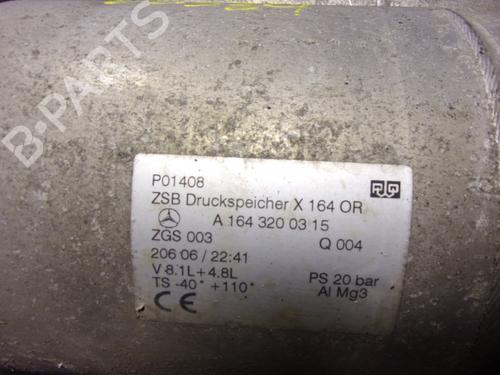 B-PARTS
P01408
ZSB Druckspeicher X 164 OR
A 164 320 03 15
ZGS 003 Q 004
206 06 / 22:41
V 8.1L+4.8L PS 20 bar
TS -40° +110° Al Mg3
CE